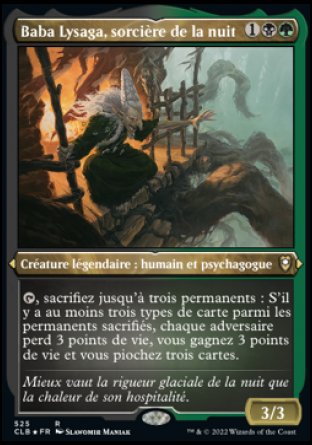 Baba Lysaga, sorcière de la nuit 1
Créature légendaire : humain et psychagogue
, sacrifiez jusqu'à trois permanents : S'il
y a au moins trois types de carte parmi les
permanents sacrifiés, chaque adversaire
perd 3 points de vie, vous gagnez 3 points
de vie et vous piochez trois cartes.
Mieux vaut la rigueur glaciale de la nuit que
la chaleur de son hospitalité.
3/3
525 R
CLB ★ FR Slawomir Maniak
™ & © 2022 Wizards of the Coast